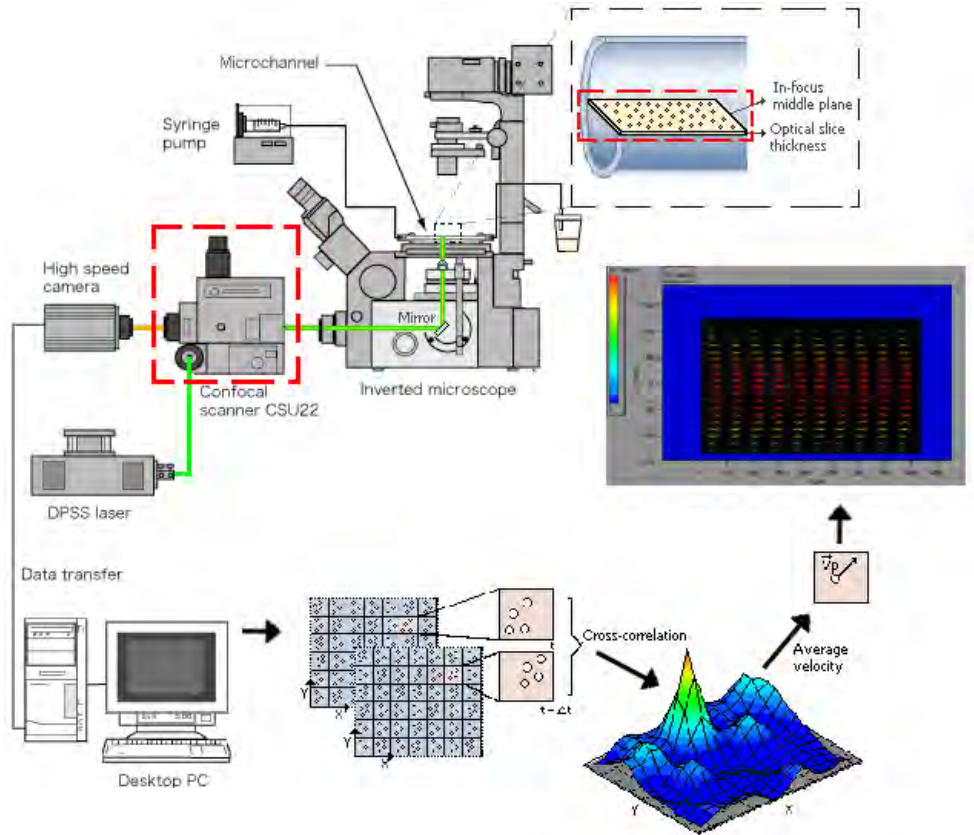 Microchannel
Syringe
pump
In-focus
middle plane
Optical slice
thickness
High speed
camera
Mirror
Confocal
scanner CSU22
Inverted microscope
DPSS laser
Data transfer
Desktop PC
Y
X
Y
X
t
Cross-correlation
Average
velocity
Vp
Y
X